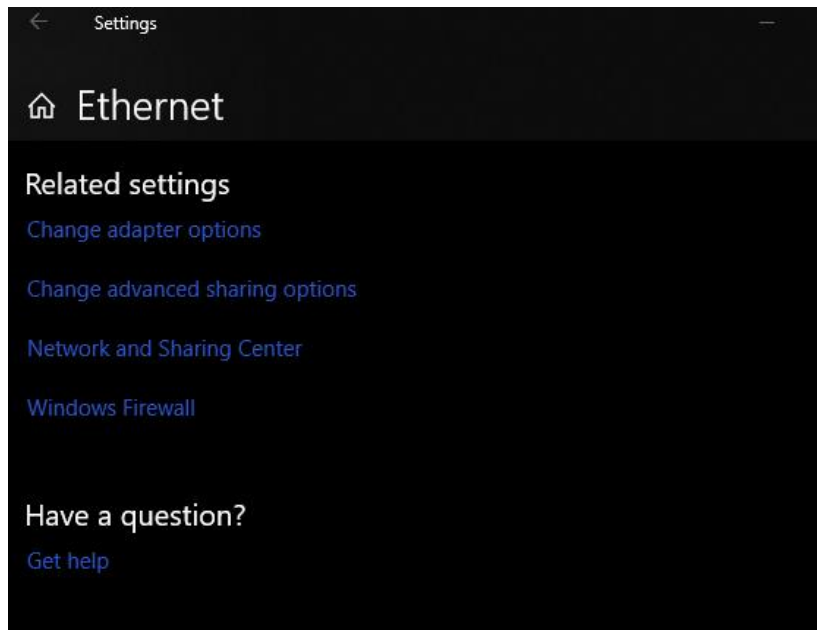 Settings
Ethernet
Related settings
Change adapter options
Change advanced sharing options
Network and Sharing Center
Windows Firewall
Have a question?
Get help